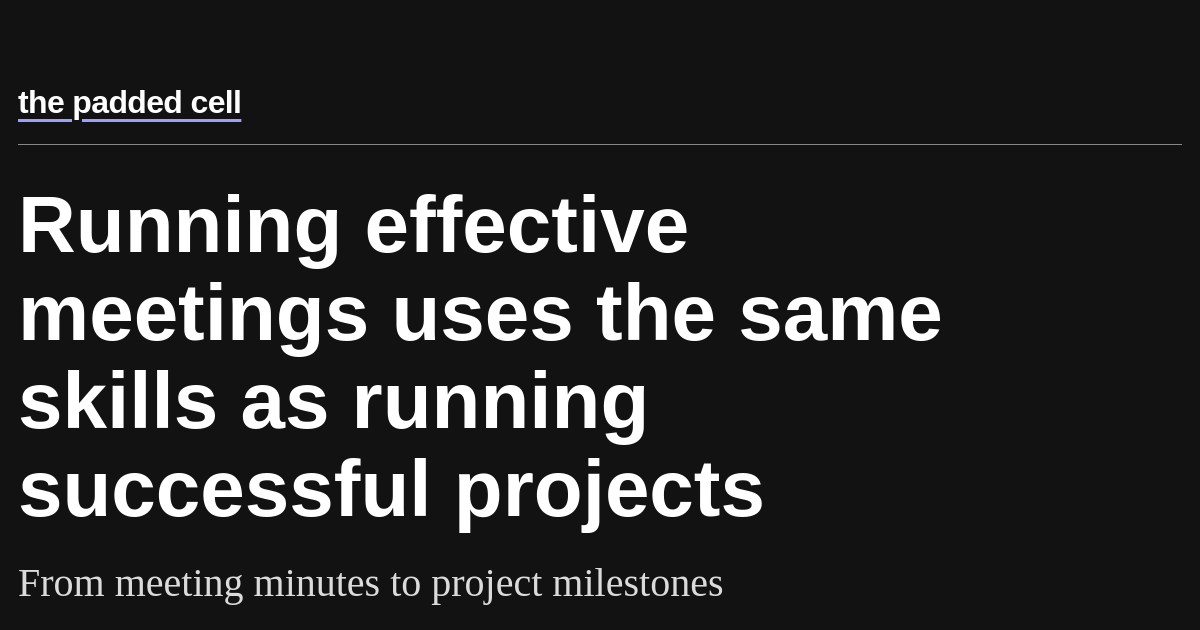 the padded cell
Running effective
meetings uses the same
skills as running
successful projects
From meeting minutes to project milestones